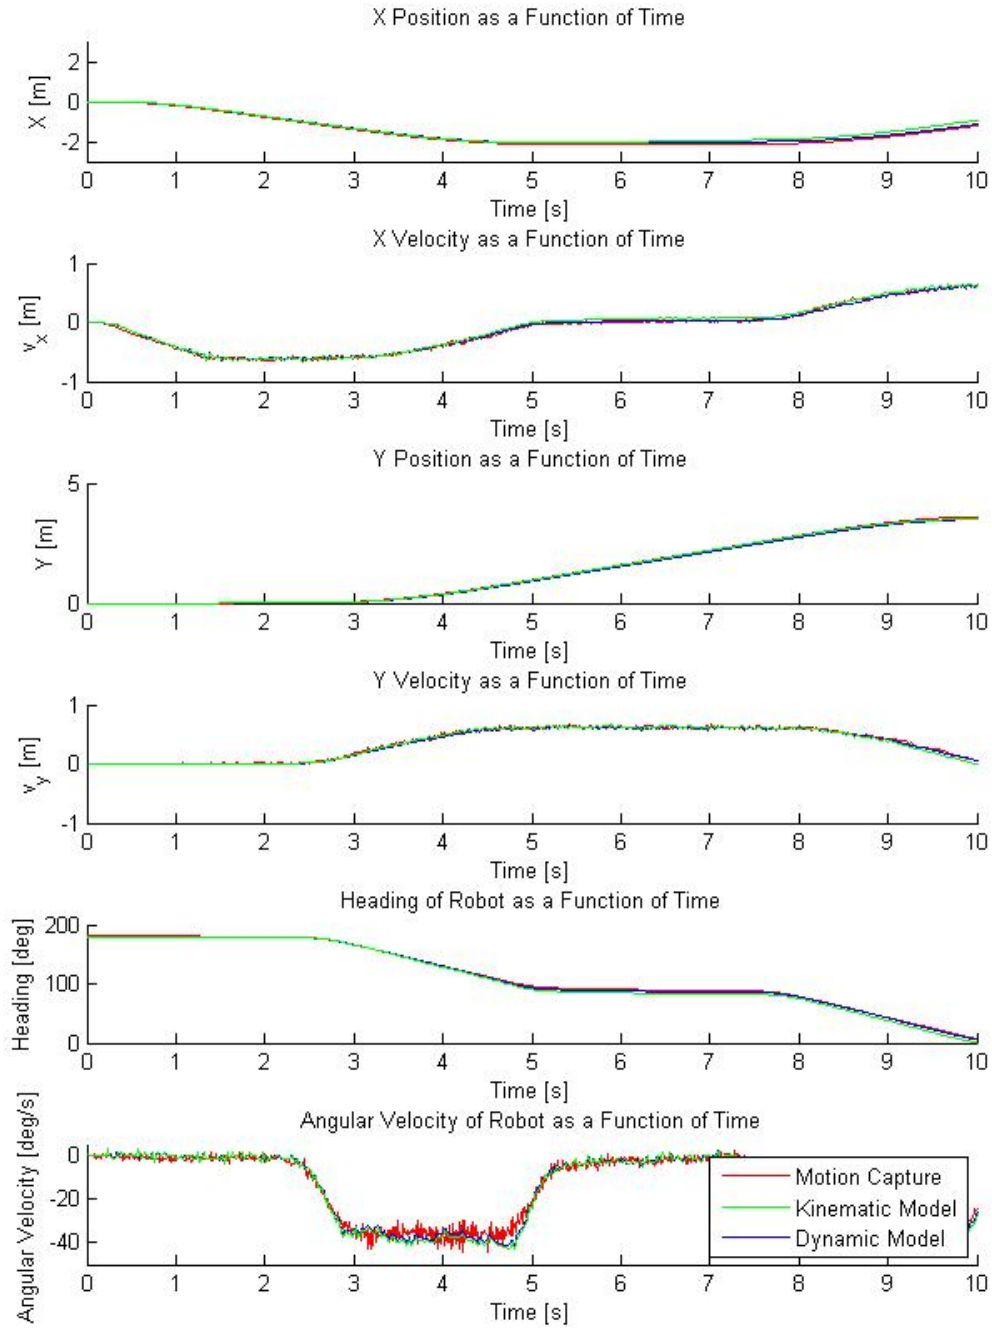 X Position as a Function of Time
X [m]
2
0
-2
0 1 2 3 4 5 6 7 8 9 10
Time [s]
X Velocity as a Function of Time
v_x [m]
1
0
-1
0 1 2 3 4 5 6 7 8 9 10
Time [s]
Y Position as a Function of Time
Y [m]
5
0
0 1 2 3 4 5 6 7 8 9 10
Time [s]
Y Velocity as a Function of Time
v_y [m]
1
0
-1
0 1 2 3 4 5 6 7 8 9 10
Time [s]
Heading of Robot as a Function of Time
Heading [deg]
200
100
0
0 1 2 3 4 5 6 7 8 9 10
Time [s]
Angular Velocity of Robot as a Function of Time
Angular Velocity [deg/s]
0
-20
-40
Motion Capture
Kinematic Model
Dynamic Model
0 1 2 3 4 5 6 7 8 9 10
Time [s]